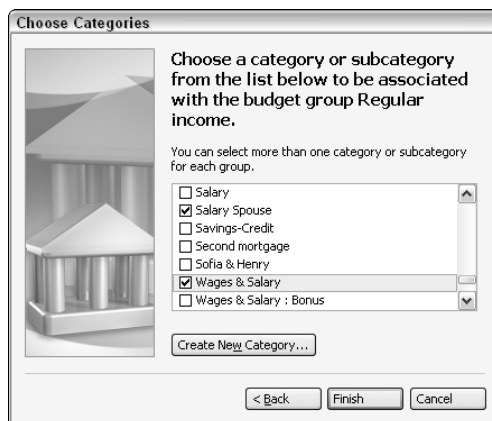 Choose Categories
Choose a category or subcategory
from the list below to be associated
with the budget group Regular
income.
You can select more than one category or subcategory
for each group.
Salary
Salary Spouse
Savings-Credit
Second mortgage
Sofia & Henry
Wages & Salary
Wages & Salary : Bonus
Create New Category...
< Back
Finish
Cancel